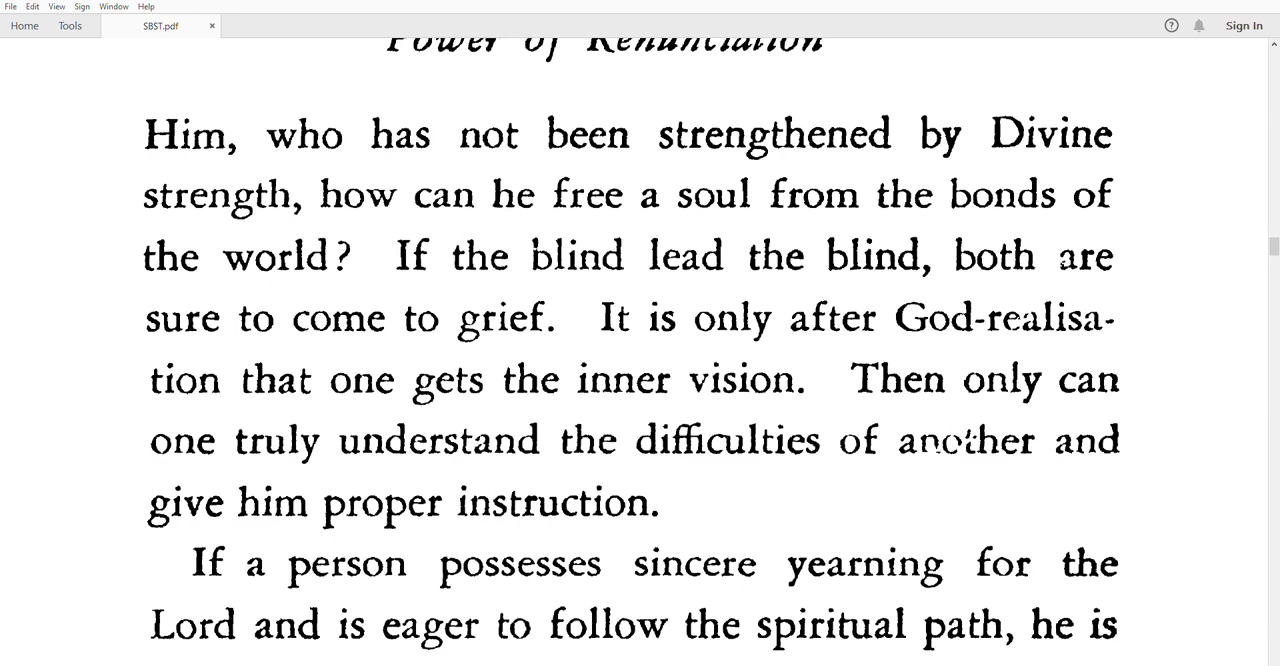 File Edit View Sign Window Help
Home Tools SBST.pdf × ? Sign In
Power of Renunciation
Him, who has not been strengthened by Divine
strength, how can he free a soul from the bonds of
the world? If the blind lead the blind, both are
sure to come to grief. It is only after God-realisa-
tion that one gets the inner vision. Then only can
one truly understand the difficulties of another and
give him proper instruction.
If a person possesses sincere yearning for the
Lord and is eager to follow the spiritual path, he is